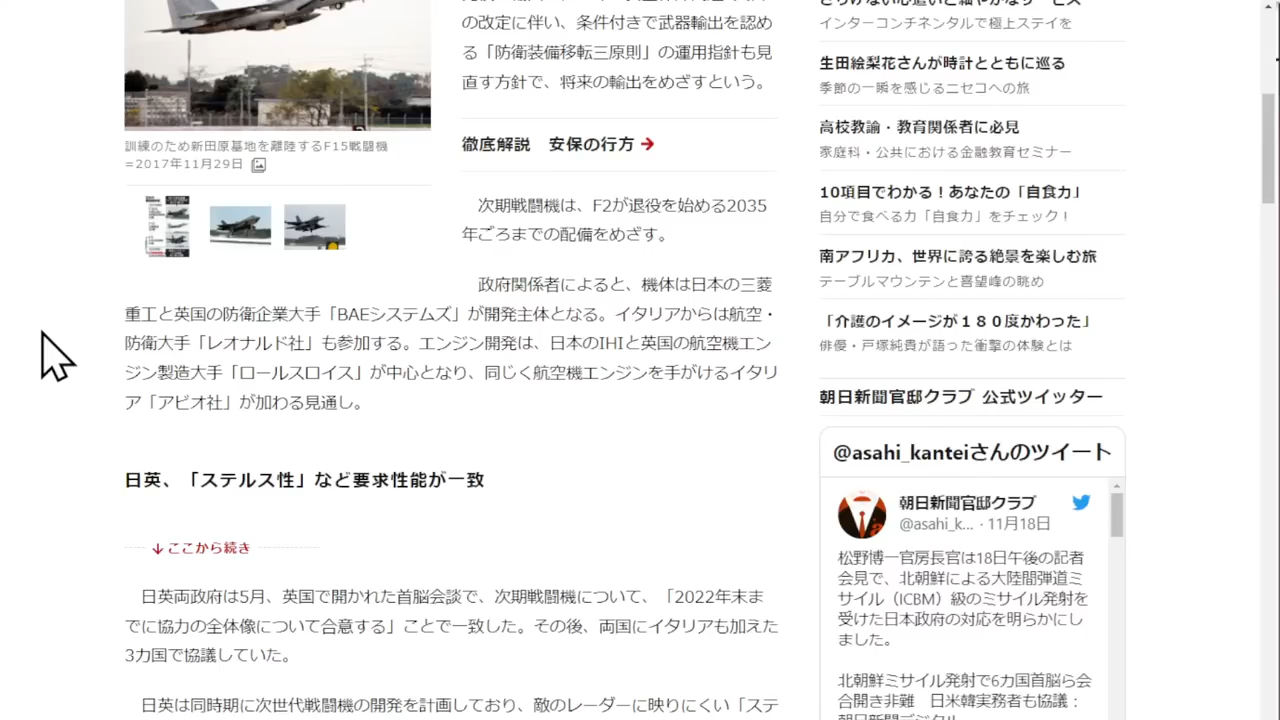 の改定に伴い、条件付きで武器輸出を認め
る「防衛装備移転三原則」の運用指針も見
直す方針で、将来の輸出をめざすという。
訓練のため新田原基地を離陸するF15戦闘機
=2017年11月29日
徹底解説　安保の行方
次期戦闘機は、F2が退役を始める2035
年ごろまでの配備をめざす。
政府関係者によると、機体は日本の三菱
重工と英国の防衛企業大手「BAEシステムズ」が開発主体となる。イタリアからは航空・
防衛大手「レオナルド社」も参加する。エンジン開発は、日本のIHIと英国の航空機エン
ジン製造大手「ロールスロイス」が中心となり、同じく航空機エンジンを手がけるイタリ
ア「アビオ社」が加わる見通し。
日英、「ステルス性」など要求性能が一致
↓ここから続き
日英両政府は5月、英国で開かれた首脳会談で、次期戦闘機について、「2022年末ま
でに協力の全体像について合意する」ことで一致した。その後、両国にイタリアも加えた
3カ国で協議していた。
日英は同時期に次世代戦闘機の開発を計画しており、敵のレーダーに映りにくい「ステ
インターコンチネンタルで極上ステイを
生田絵梨花さんが時計とともに巡る
季節の一瞬を感じるニセコへの旅
高校教諭・教育関係者に必見
家庭科・公共における金融教育セミナー
10項目でわかる！あなたの「自食力」
自分で食べる力「自食力」をチェック！
南アフリカ、世界に誇る絶景を楽しむ旅
テーブルマウンテンと喜望峰の眺め
「介護のイメージが１８０度かわった」
俳優・戸塚純貴が語った衝撃の体験とは
朝日新聞官邸クラブ 公式ツイッター
@asahi_kanteiさんのツイート
朝日新聞官邸クラブ
@asahi_k... · 11月18日
松野博一官房長官は18日午後の記者
会見で、北朝鮮による大陸間弾道ミ
サイル（ICBM）級のミサイル発射を
受けた日本政府の対応を明らかにし
ました。
北朝鮮ミサイル発射で6カ国首脳ら会
合開き非難　日米韓実務者も協議：
朝日新聞デジタル